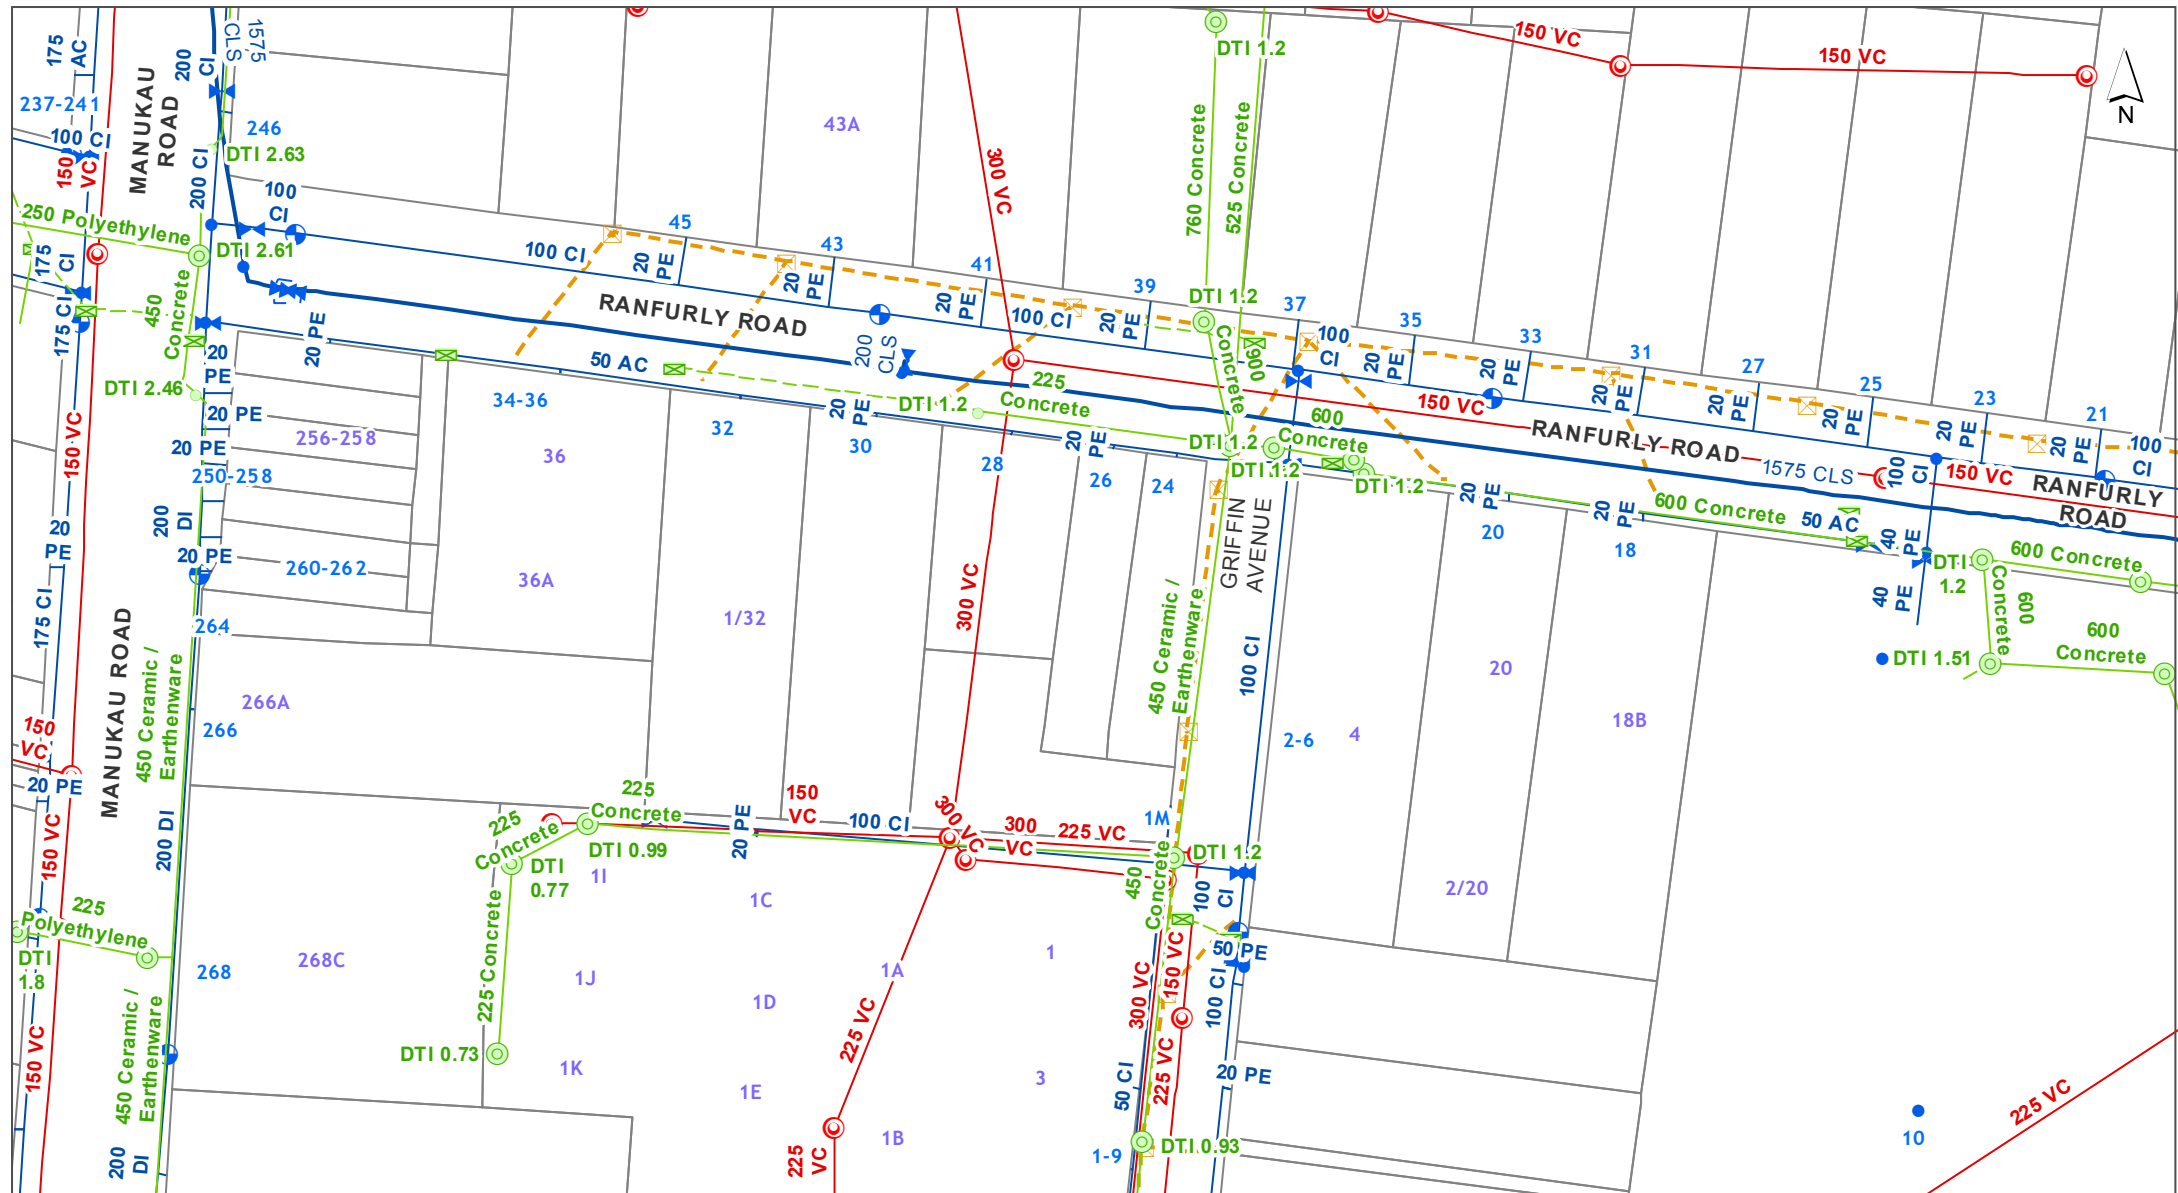 175
AC
200
CI
1575
CLS
DTI 1.2
150 VC
150 VC
N
237-241
100 CI
150
VC
MANUKAU
ROAD
246
DTI 2.63
43A
300 VC
760 Concrete
525 Concrete
200 CI
100
CI
250 Polyethylene
DTI 2.61
175
CI
450
Concrete
175 CI
100 CI
45
20
PE
43
20
PE
41
20
PE
39
20
PE
DTI 1.2
37
100
CI
35
20
PE
33
20
PE
31
20
PE
27
20
PE
25
20
PE
23
20
PE
21
20
PE
100
CI
RANFURLY ROAD
100 CI
200
CLS
20 PE
50 AC
Concrete
900
225
Concrete
DTI 1.2
150 VC
600
Concrete
RANFURLY ROAD
1575 CLS
100
CI
150 VC
RANFURLY
ROAD
20
PE
DTI 2.46
20 PE
20 PE
250-258
256-258
34-36
36
32
20
PE
30
28
20
PE
26
24
DTI 1.2
DTI 1.2
DTI 1.2
GRIFFIN
AVENUE
20
PE
20
20
PE
18
600 Concrete
50 AC
40
PE
DTI
1.2
600 Concrete
Concrete
600
40
PE
600
Concrete
DTI 1.51
150 VC
200
DI
20
PE
20 PE
260-262
36A
175 CI
264
1/32
300 VC
450 Ceramic /
Earthenware
100 CI
20
18B
4
2-6
MANUKAU ROAD
450 Ceramic /
Earthenware
266A
266
150
VC
20 PE
150 VC
200 DI
225
Concrete
225
Concrete
DTI 0.99
DTI
0.77
20 PE
150
VC
100 CI
300 VC
300
VC
225 VC
1M
DTI 1.2
450
Concrete
100
CI
2/20
1I
1C
225
Polyethylene
DTI
1.8
268
268C
225 Concrete
1J
1A
1
1D
50 PE
150 VC
300 VC
100 CI
225 VC
450 Ceramic /
Earthenware
150 VC
DTI 0.73
1K
1E
3
50 CI
225 VC
20 PE
225 VC
10
200
DI
225
VC
1B
1-9
DTI 0.93